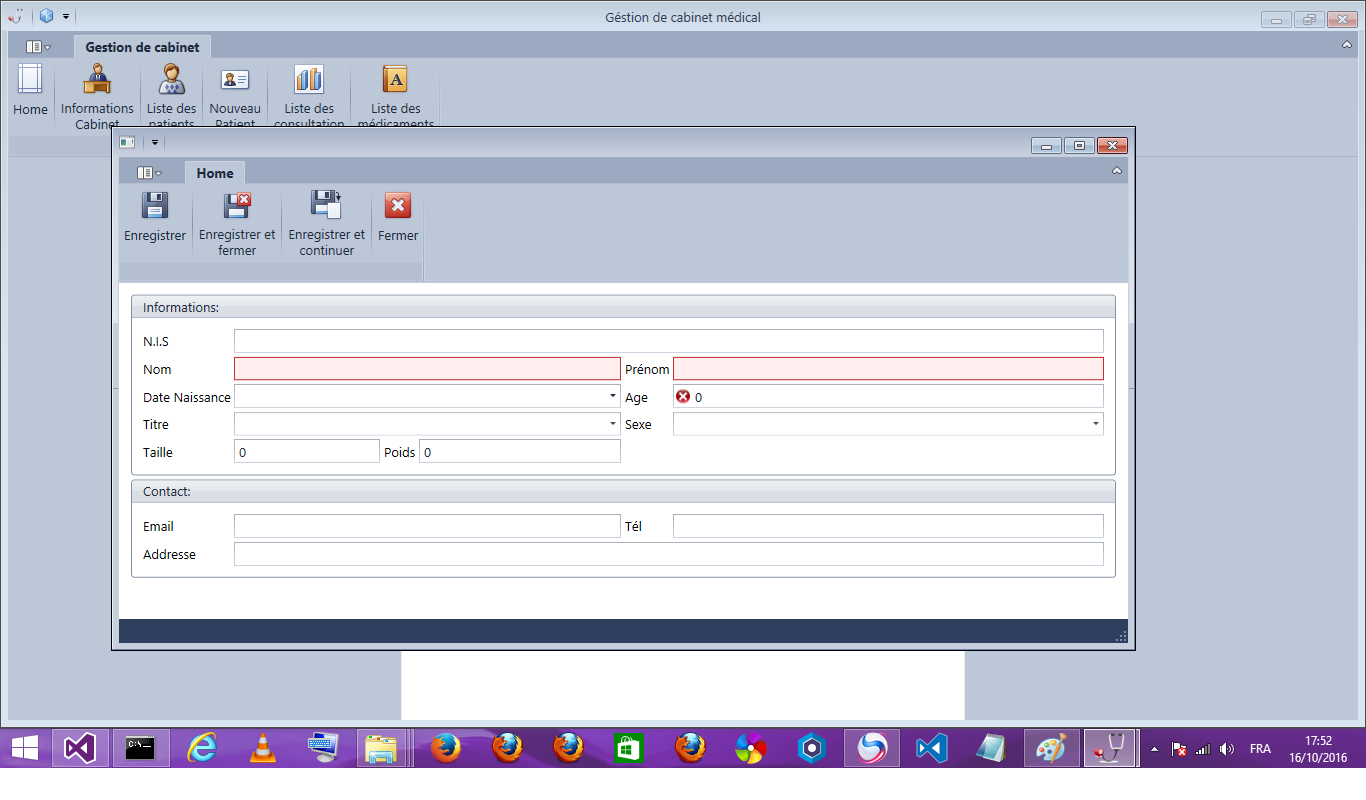 Géstion de cabinet médical
Gestion de cabinet
Home
Informations
Cabinet
Liste des
patients
Nouveau
Patient
Liste des
consultation
A
Liste des
médicaments
Home
Enregistrer
Enregistrer et
fermer
Enregistrer et
continuer
Fermer
Informations:
N.I.S
Nom
Prénom
Date Naissance
Age
0
Titre
Sexe
Taille
0
Poids
0
Contact:
Email
Tél
Addresse
C:\._
FRA
17:52
16/10/2016